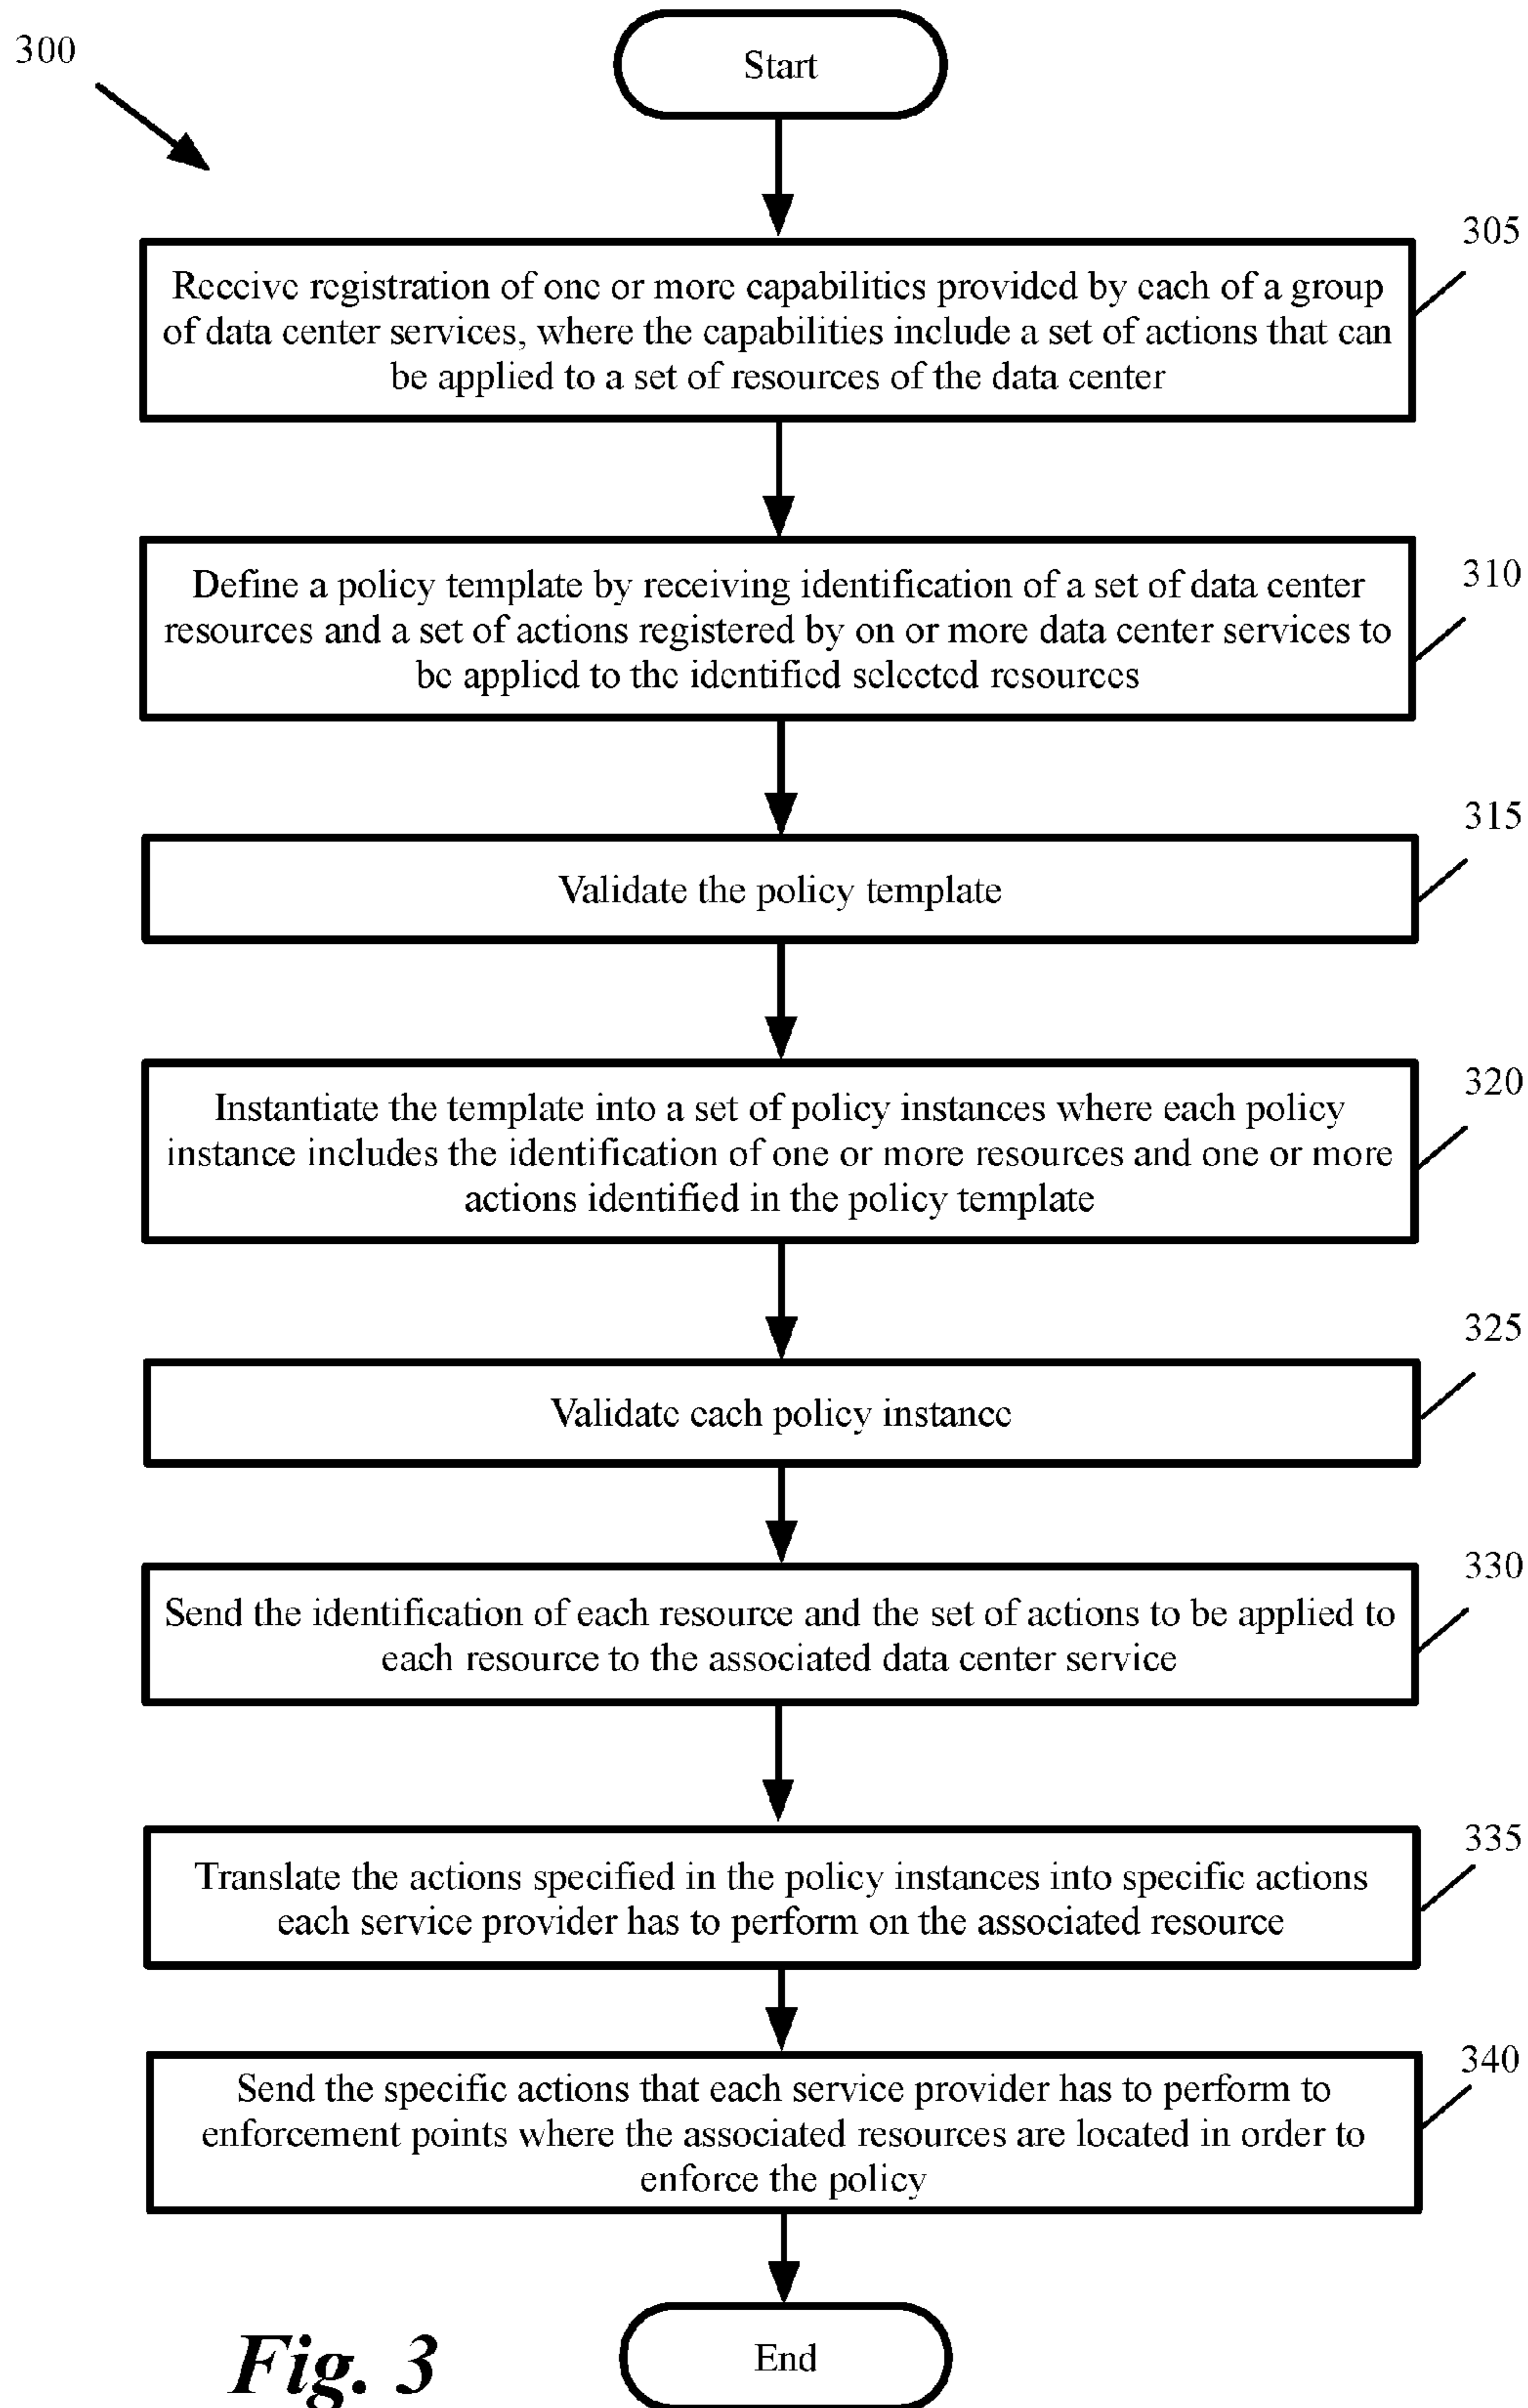 300
Start
305
Receive registration of one or more capabilities provided by each of a group
of data center services, where the capabilities include a set of actions that can
be applied to a set of resources of the data center
310
Define a policy template by receiving identification of a set of data center
resources and a set of actions registered by on or more data center services to
be applied to the identified selected resources
315
Validate the policy template
320
Instantiate the template into a set of policy instances where each policy
instance includes the identification of one or more resources and one or more
actions identified in the policy template
325
Validate each policy instance
330
Send the identification of each resource and the set of actions to be applied to
each resource to the associated data center service
335
Translate the actions specified in the policy instances into specific actions
each service provider has to perform on the associated resource
340
Send the specific actions that each service provider has to perform to
enforcement points where the associated resources are located in order to
enforce the policy
End
Fig. 3